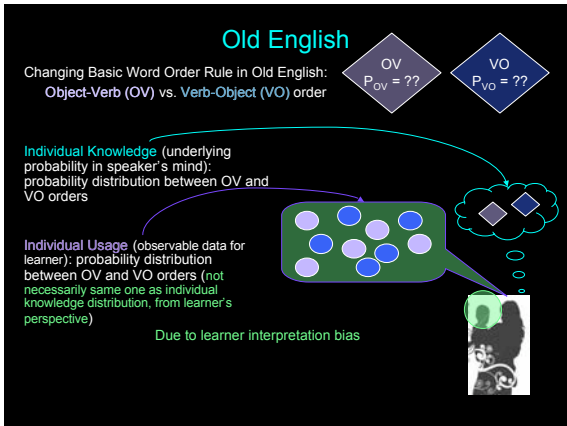 Old English
Changing Basic Word Order Rule in Old English:
Object-Verb (OV) vs. Verb-Object (VO) order
OV
P_OV = ??
VO
P_VO = ??
Individual Knowledge (underlying
probability in speaker's mind):
probability distribution between OV and
VO orders
Individual Usage (observable data for
learner): probability distribution
between OV and VO orders (not
necessarily same one as individual
knowledge distribution, from learner's
perspective)
Due to learner interpretation bias